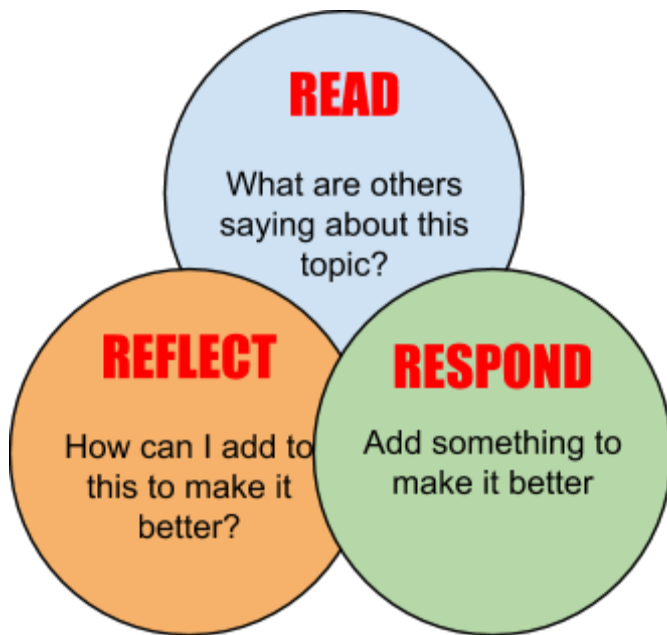 READ
What are others
saying about this
topic?
REFLECT
How can I add to
this to make it
better?
RESPOND
Add something to
make it better